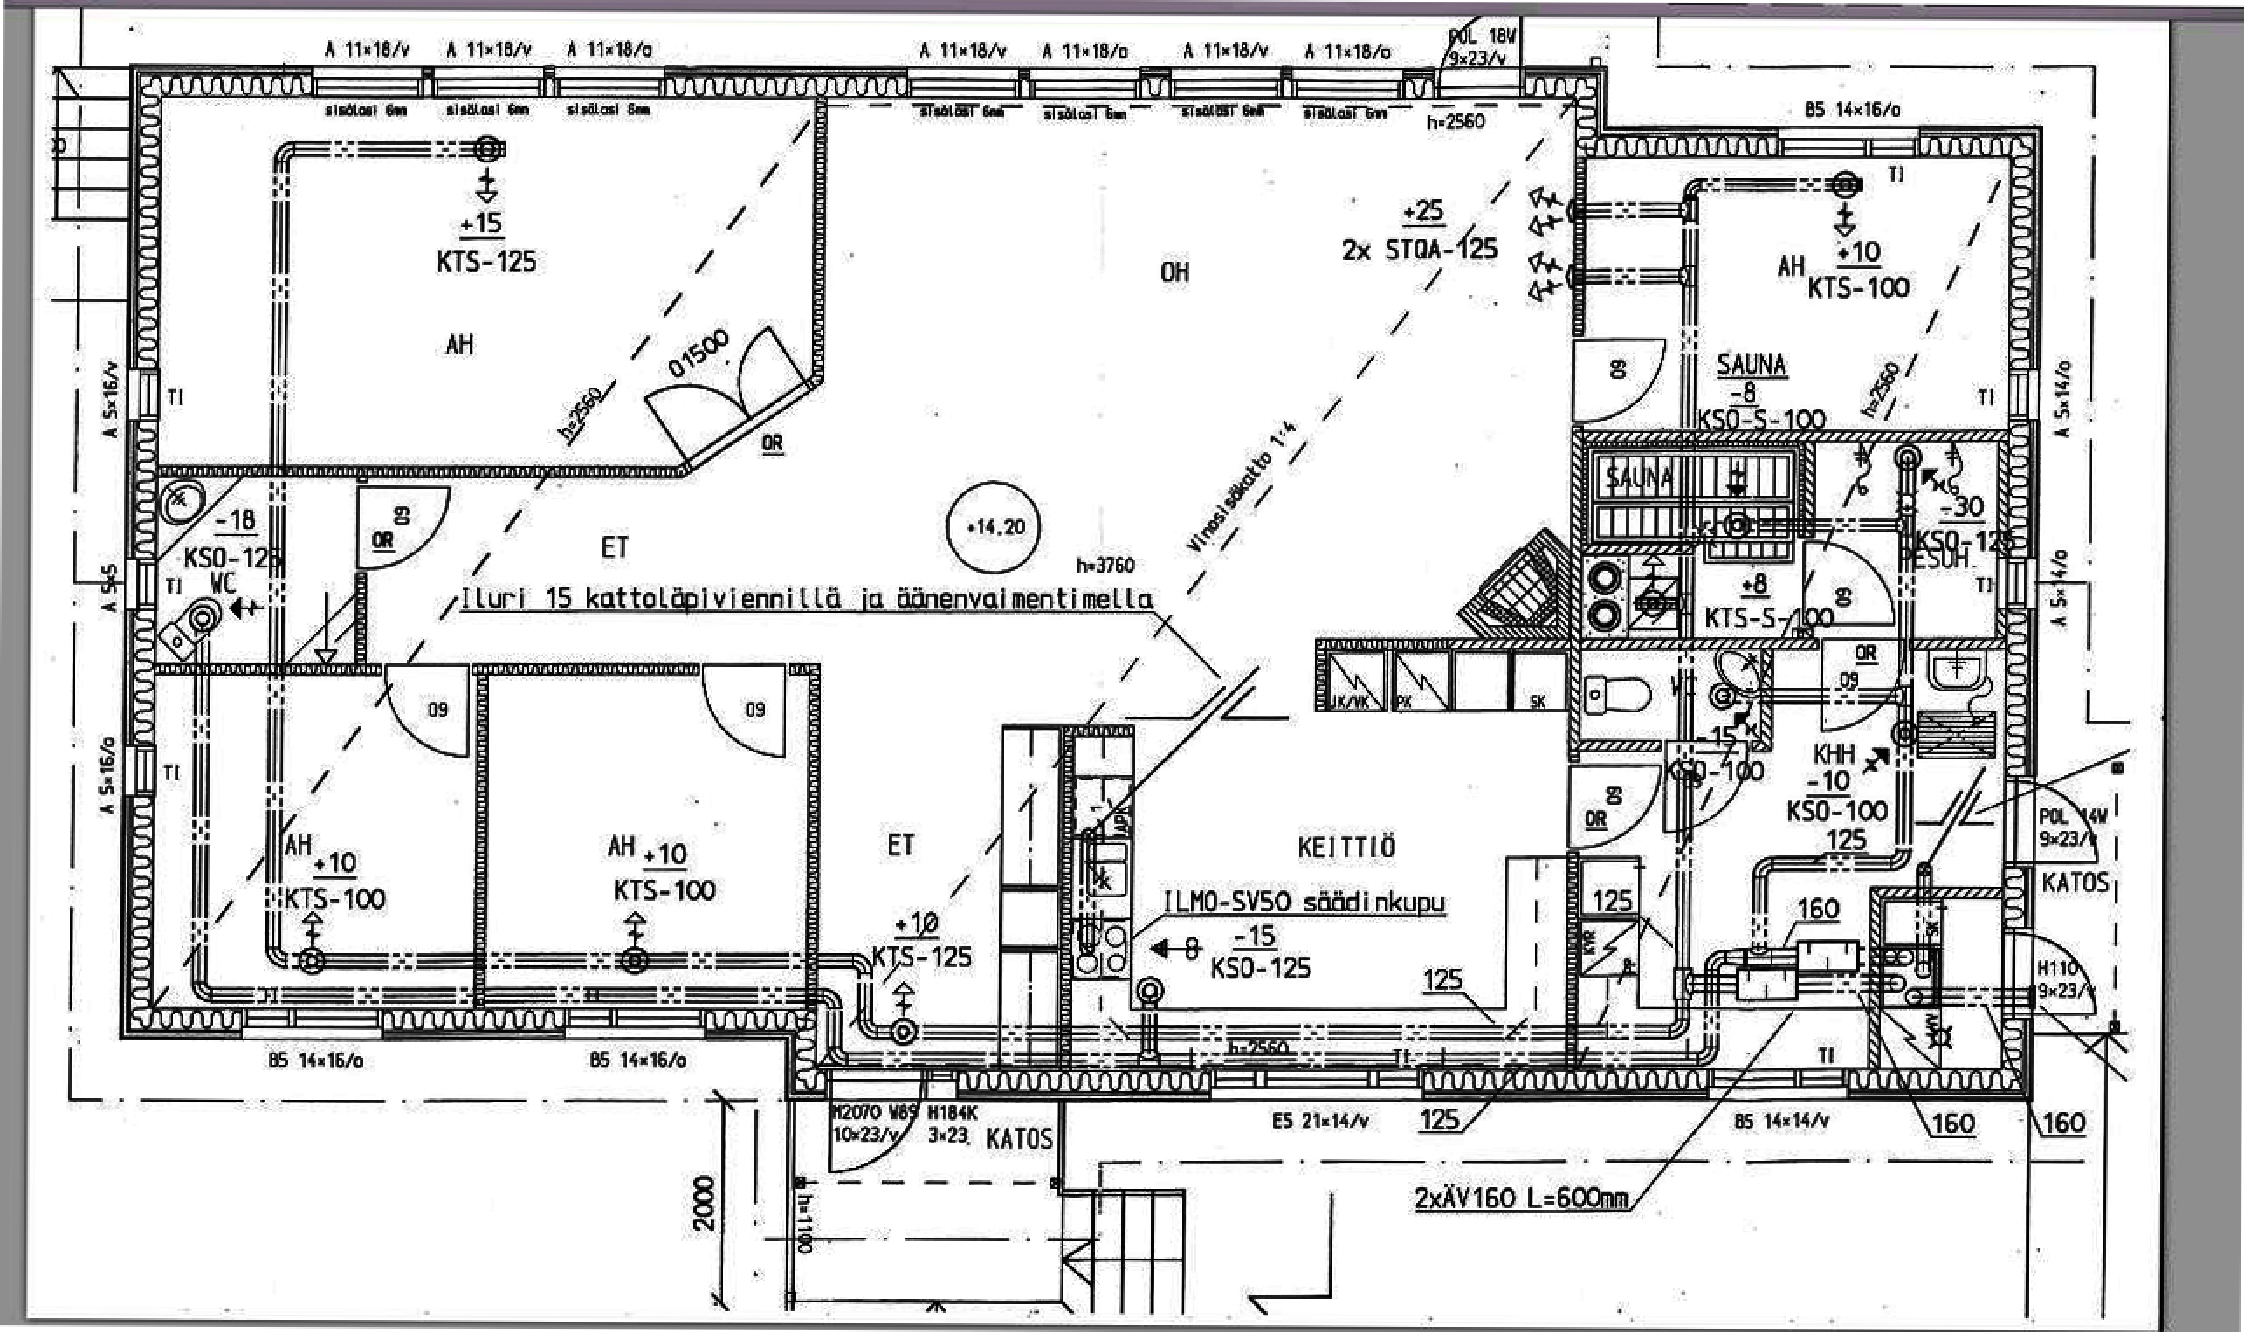 A 11×18/v
A 11×18/v
A 11×18/o
A 11×18/v
A 11×18/o
A 11×18/v
A 11×18/o
POL 18V
9×23/v
sisälasi 6mm
sisälasi 6mm
sisälasi 6mm
sisälasi 6mm
sisälasi 6mm
sisälasi 6mm
h=2560
B5 14×16/o
TI
+15
KTS-125
+25
2x STQA-125
OH
AH
+10
KTS-100
AH
O1500
h=2560
OR
09
SAUNA
-8
KSO-S-100
h=2560
TI
A 5×16/v
TI
A 5×14/o
Vinosisäkatto 1:4
SAUNA
-18
KSO-125
WC
09
OR
ET
+14.20
h=3760
-30
KSO-125
TI
A 5×5
TI
A 5×14/o
Iluri 15 kattoläpiviennillä ja äänenvaimentimella
+8
KTS-S-100
09
OR
09
09
09
JK/VK
PK
SK
-15
KSO-100
KHH
-10
KSO-100
125
A 5×16/o
TI
09
OR
APK
POL 14V
9×23/v
KATOS
AH
+10
KTS-100
AH
+10
KTS-100
ET
+10
KTS-125
KEITTIÖ
ILMO-SV50 säädinkupu
-15
KSO-125
125
160
SK
H110
9×23/v
125
h=2560
TI
TI
B5 14×16/o
B5 14×16/o
M2070 W89
10×23/v
H184K
3×23
KATOS
E5 21×14/v
125
B5 14×14/v
160
160
2000
h=1100
2xÄV160 L=600mm